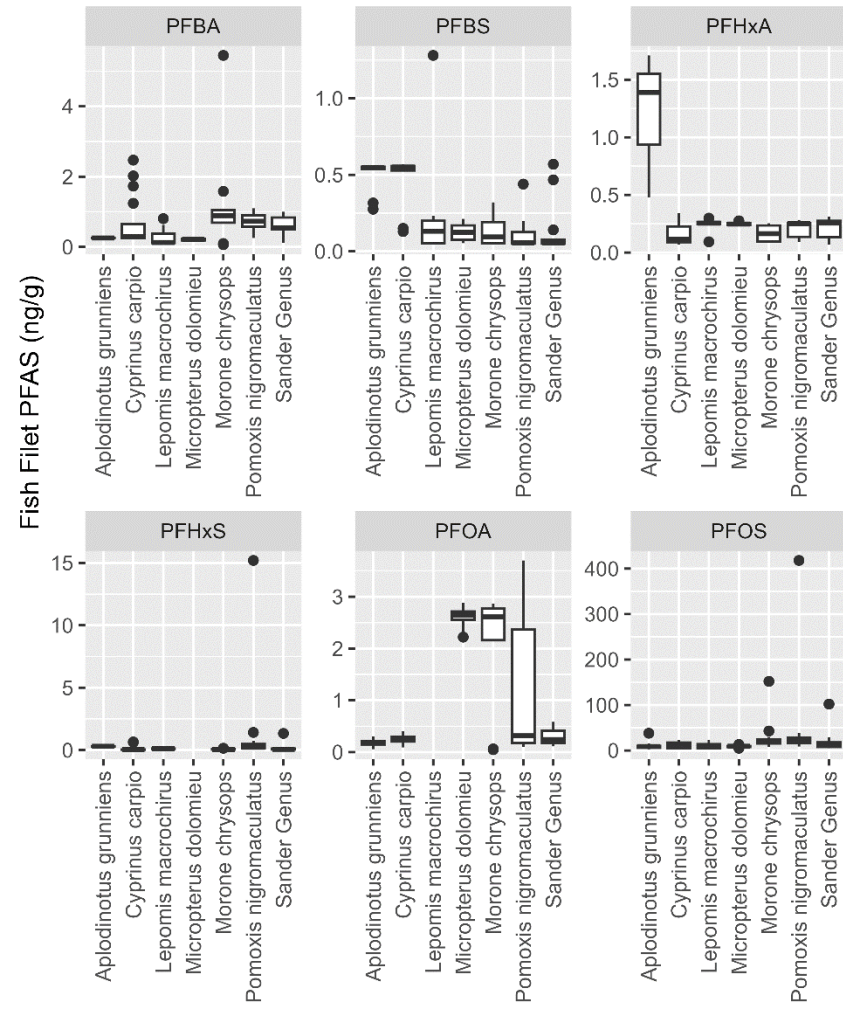 Fish Filet PFAS (ng/g)
PFBA
4
2
0
Aplodinotus grunniens
Cyprinus carpio
Lepomis macrochirus
Micropterus dolomieu
Morone chrysops
Pomoxis nigromaculatus
Sander Genus
PFBS
1.0
0.5
0.0
Aplodinotus grunniens
Cyprinus carpio
Lepomis macrochirus
Micropterus dolomieu
Morone chrysops
Pomoxis nigromaculatus
Sander Genus
PFHxA
1.5
1.0
0.5
0.0
Aplodinotus grunniens
Cyprinus carpio
Lepomis macrochirus
Micropterus dolomieu
Morone chrysops
Pomoxis nigromaculatus
Sander Genus
PFHxS
15
10
5
0
Aplodinotus grunniens
Cyprinus carpio
Lepomis macrochirus
Micropterus dolomieu
Morone chrysops
Pomoxis nigromaculatus
Sander Genus
PFOA
3
2
1
0
Aplodinotus grunniens
Cyprinus carpio
Lepomis macrochirus
Micropterus dolomieu
Morone chrysops
Pomoxis nigromaculatus
Sander Genus
PFOS
400
300
200
100
0
Aplodinotus grunniens
Cyprinus carpio
Lepomis macrochirus
Micropterus dolomieu
Morone chrysops
Pomoxis nigromaculatus
Sander Genus